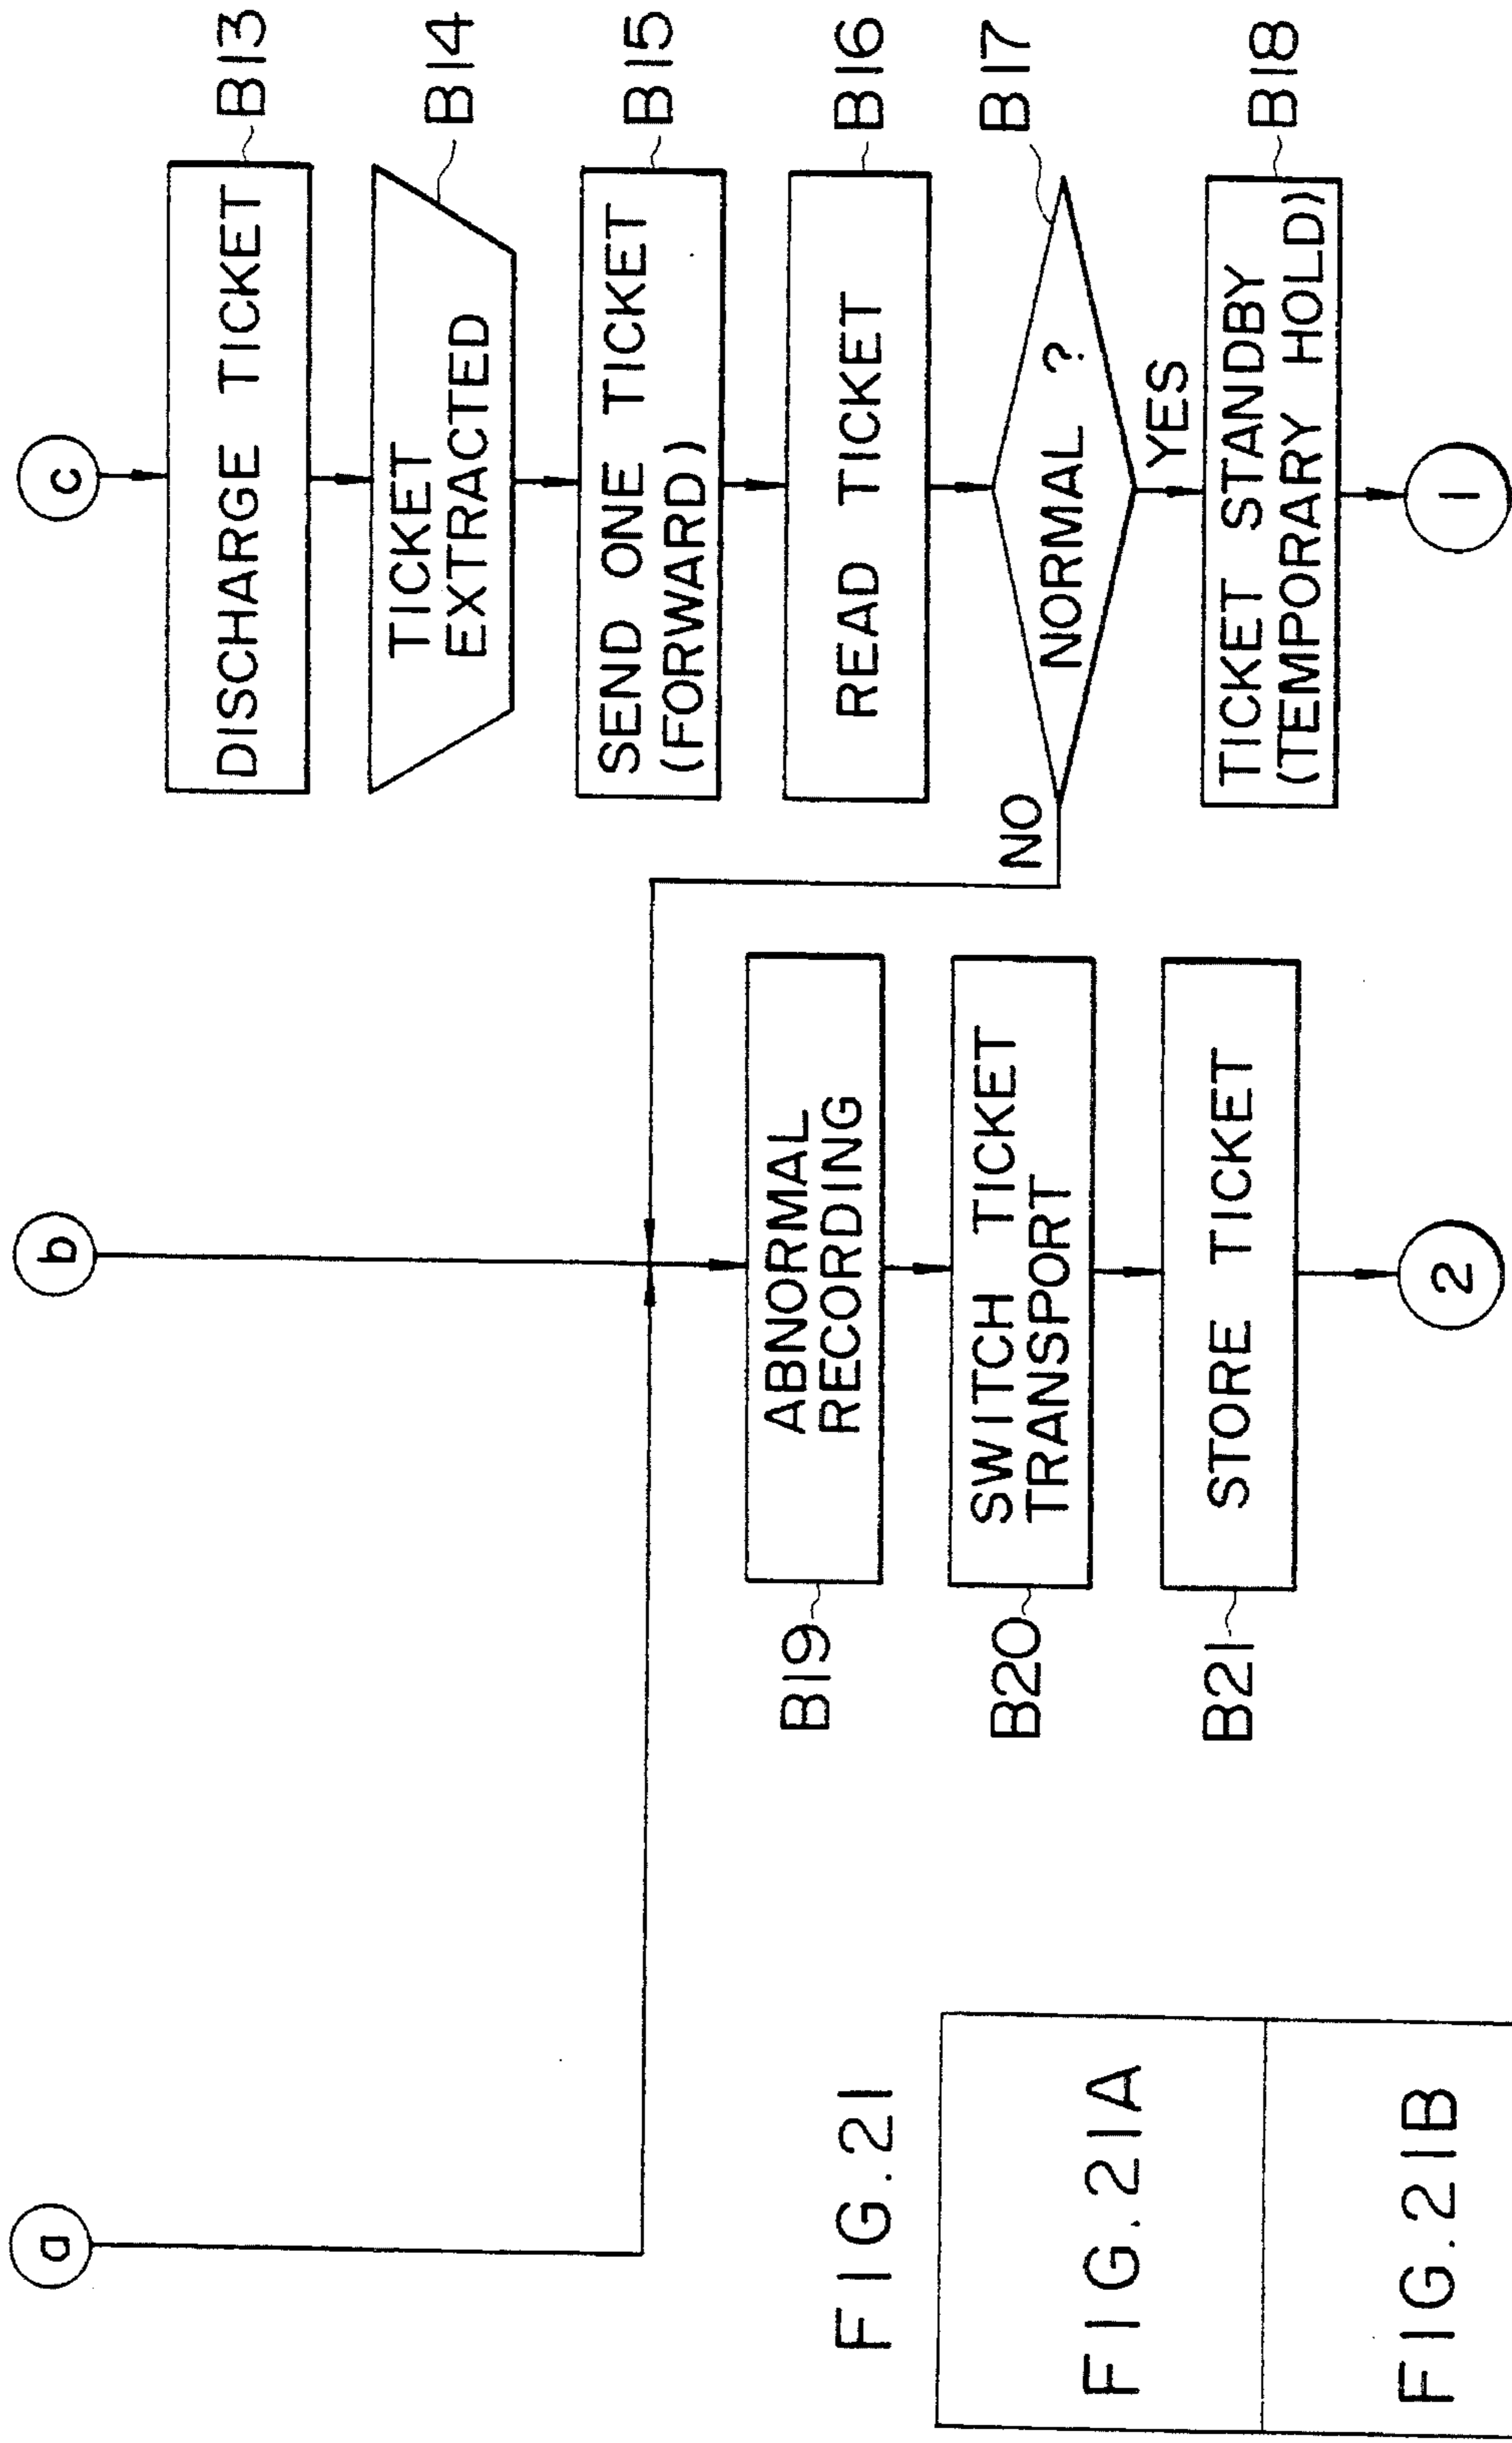 a
b
c
DISCHARGE TICKET
B13
TICKET
EXTRACTED
B14
SEND ONE TICKET
(FORWARD)
B15
READ TICKET
B16
NORMAL ?
B17
NO
YES
TICKET STANDBY
(TEMPORARY HOLD)
B18
1
ABNORMAL
RECORDING
B19
SWITCH TICKET
TRANSPORT
B20
STORE TICKET
B21
2
FIG.21
FIG.21A
FIG.21B